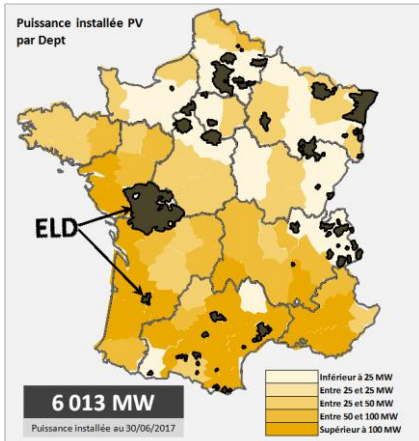 Puissance installée PV
par Dept
ELD
6 013 MW
Puissance installée au 30/06/2017
Inférieur à 25 MW
Entre 25 et 25 MW
Entre 25 et 50 MW
Entre 50 et 100 MW
Supérieur à 100 MW